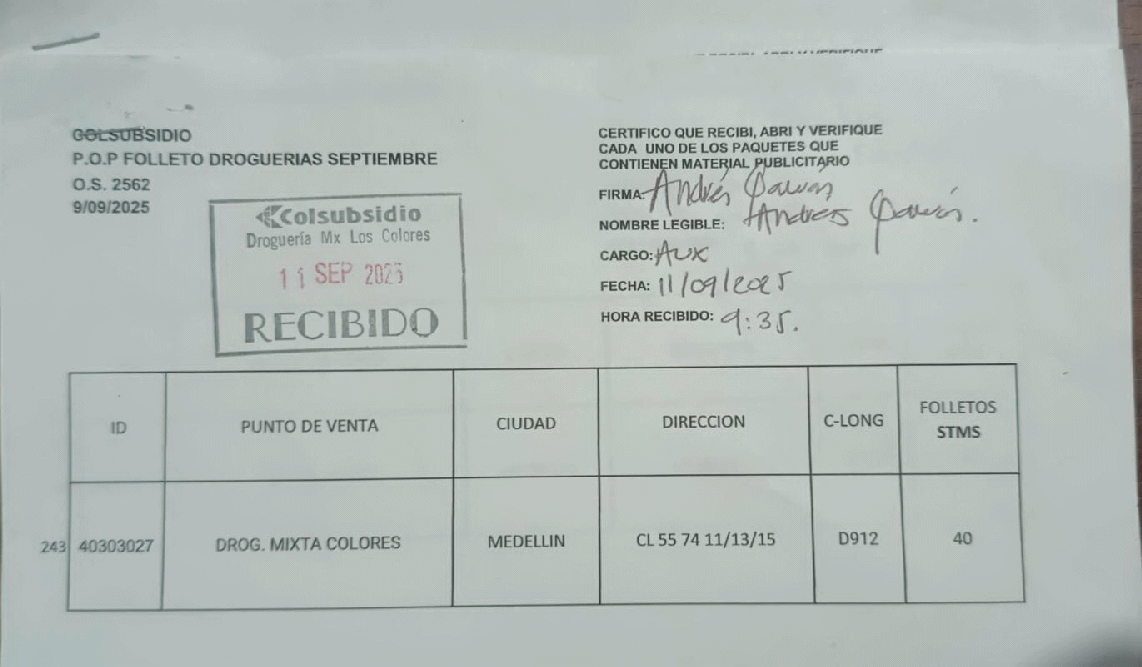 COLSUBSIDIO
P.O.P FOLLETO DROGUERIAS SEPTIEMBRE
O.S. 2562
9/09/2025
Colsubsidio
Droguería Mx Los Colores
11 SEP 2025
RECIBIDO
CERTIFICO QUE RECIBI, ABRI Y VERIFIQUE
CADA UNO DE LOS PAQUETES QUE
CONTIENEN MATERIAL PUBLICITARIO
FIRMA: Andrés
NOMBRE LEGIBLE: Andrés
CARGO: Aux
FECHA: 11/09/2025
HORA RECIBIDO: 9:35.
ID PUNTO DE VENTA CIUDAD DIRECCION C-LONG FOLLETOS STMS
243 40303027 DROG. MIXTA COLORES MEDELLIN CL 55 74 11/13/15 D912 40